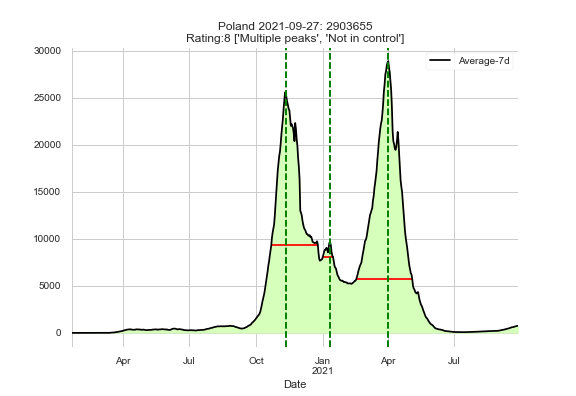 Poland 2021-09-27: 2903655
Rating:8 ['Multiple peaks', 'Not in control']
Average-7d
30000
25000
20000
15000
10000
5000
0
Apr Jul Oct Jan Apr Jul
2021
Date